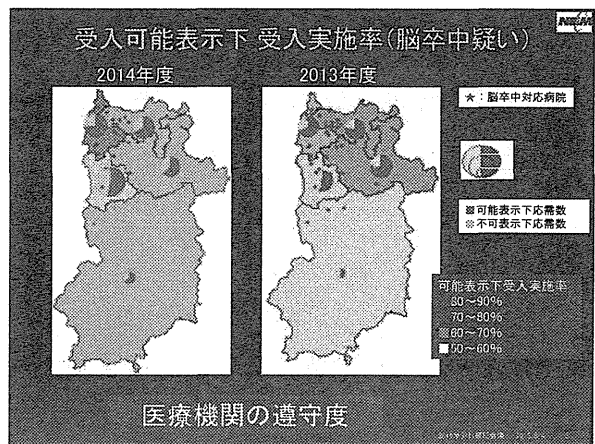 受入可能表示下 受入実施率(脳卒中疑い)
2014年度
2013年度
★:脳卒中対応病院
可能表示下応需数
不可表示下応需数
可能表示下受入実施率
80～90%
70～80%
60～70%
50～60%
医療機関の遵守度